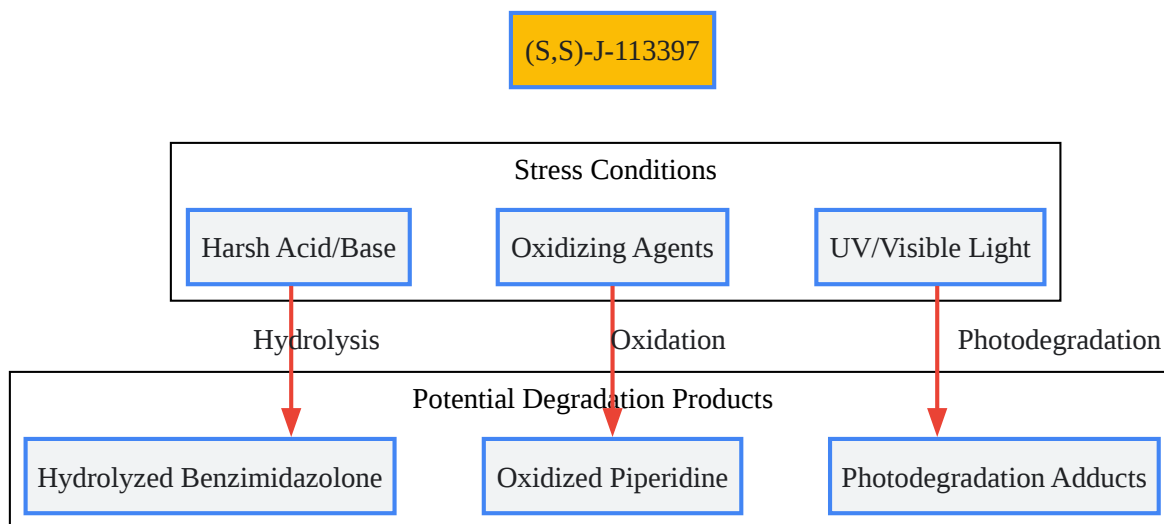 (S,S)-J-113397
Stress Conditions
Harsh Acid/Base
Oxidizing Agents
UV/Visible Light
Hydrolysis
Oxidation
Photodegradation
Potential Degradation Products
Hydrolyzed Benzimidazolone
Oxidized Piperidine
Photodegradation Adducts